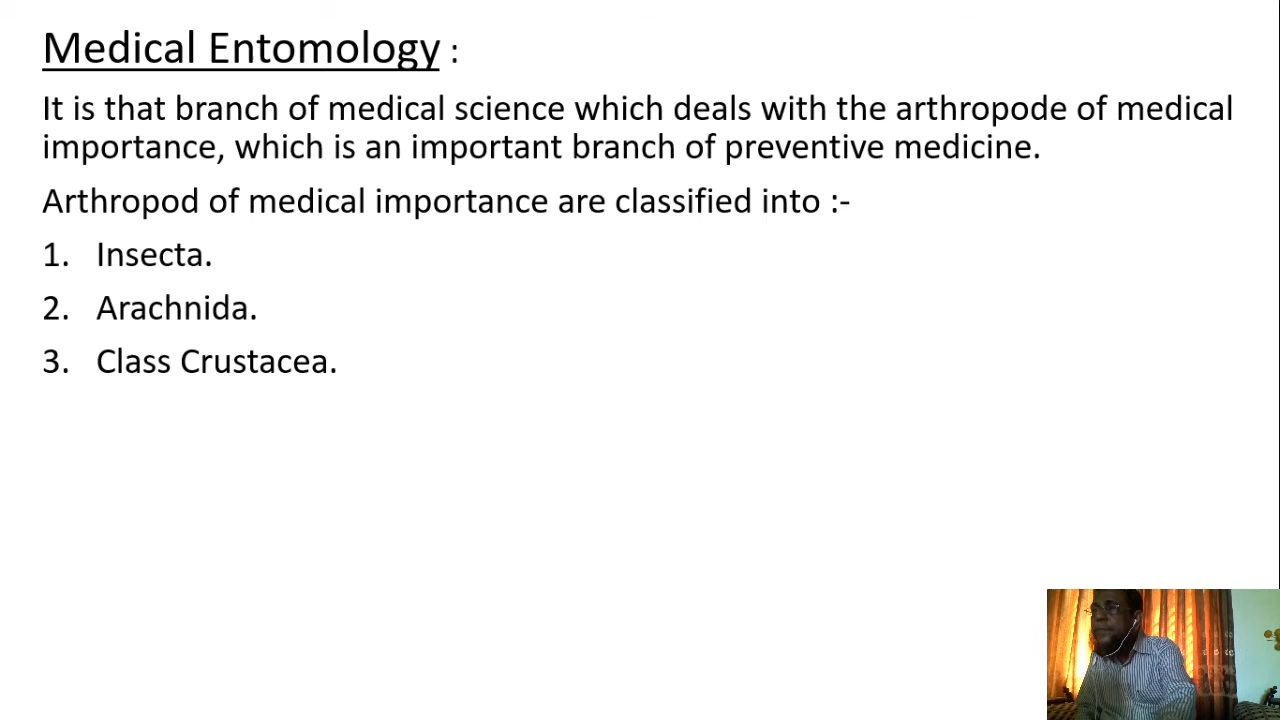 Medical Entomology :
It is that branch of medical science which deals with the arthropode of medical
importance, which is an important branch of preventive medicine.
Arthropod of medical importance are classified into :-
1. Insecta.
2. Arachnida.
3. Class Crustacea.